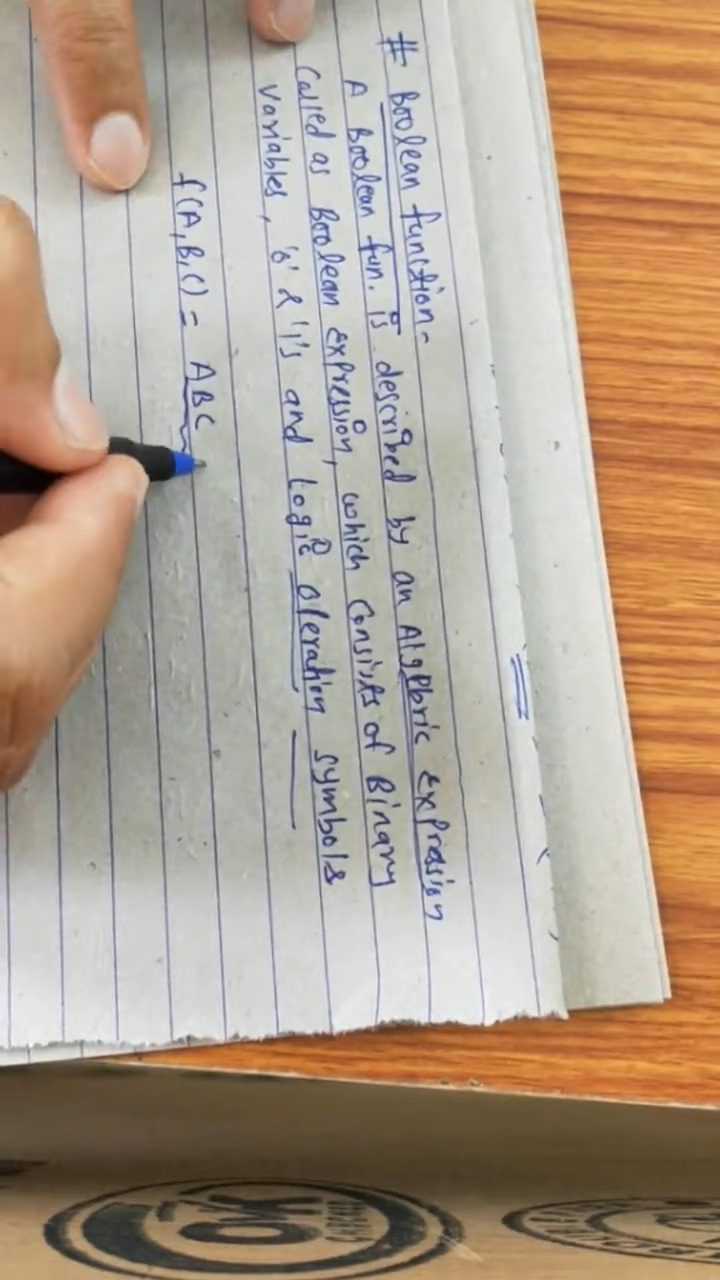 # Boolean function-
A Boolean fun. is described by an Algebric expression
Called as Boolean expression, which Consists of Binary
Variables, '0' & '1's and Logic Operation symbols
f(A,B,C) = ABC
OK